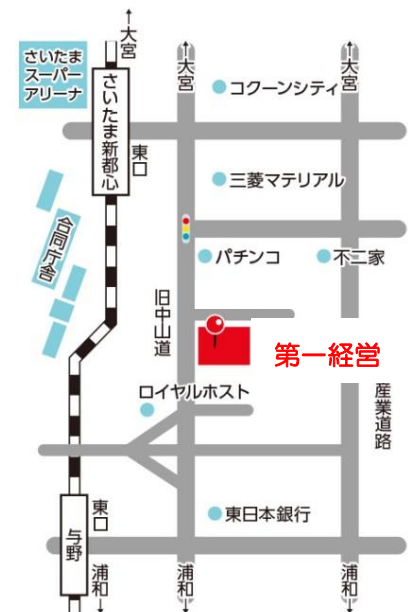 ↑大宮
↑大宮
↑大宮
さいたま
スーパー
アリーナ
コクーンシティ
さいたま新都心
東口
三菱マテリアル
合同庁舎
パチンコ
不二家
旧中山道
第一経営
ロイヤルホスト
産業道路
東口
与野
東日本銀行
浦和↓
浦和↓
浦和↓